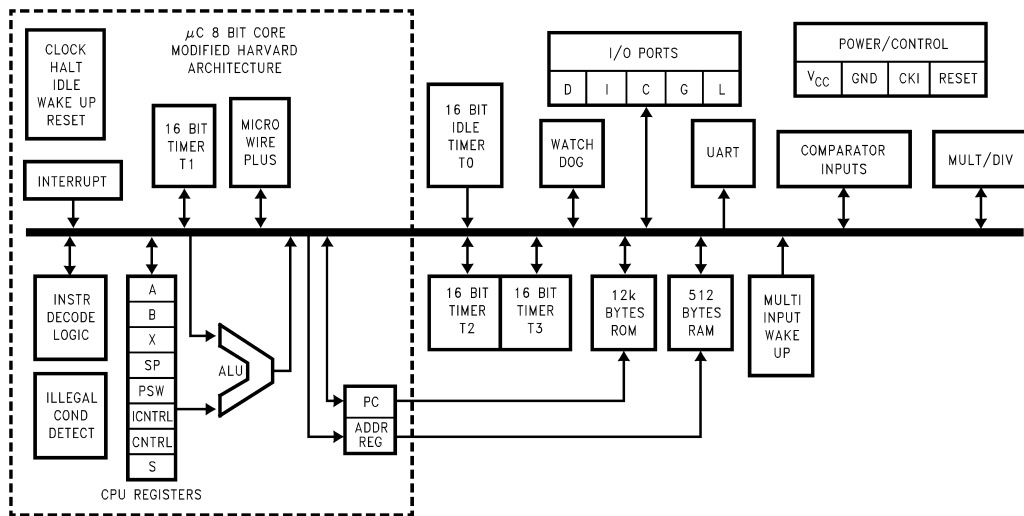 μC 8 BIT CORE
MODIFIED HARVARD
ARCHITECTURE
CLOCK
HALT
IDLE
WAKE UP
RESET
INTERRUPT
16 BIT
TIMER
T1
MICRO
WIRE
PLUS
16 BIT
IDLE
TIMER
T0
WATCH
DOG
I/O PORTS
D I C G L
UART
POWER/CONTROL
VCC GND CKI RESET
COMPARATOR
INPUTS
MULT/DIV
INSTR
DECODE
LOGIC
ILLEGAL
COND
DETECT
A
B
X
SP
PSW
ICNTRL
CNTRL
S
CPU REGISTERS
ALU
PC
ADDR
REG
16 BIT
TIMER
T2
16 BIT
TIMER
T3
12k
BYTES
ROM
512
BYTES
RAM
MULTI
INPUT
WAKE
UP